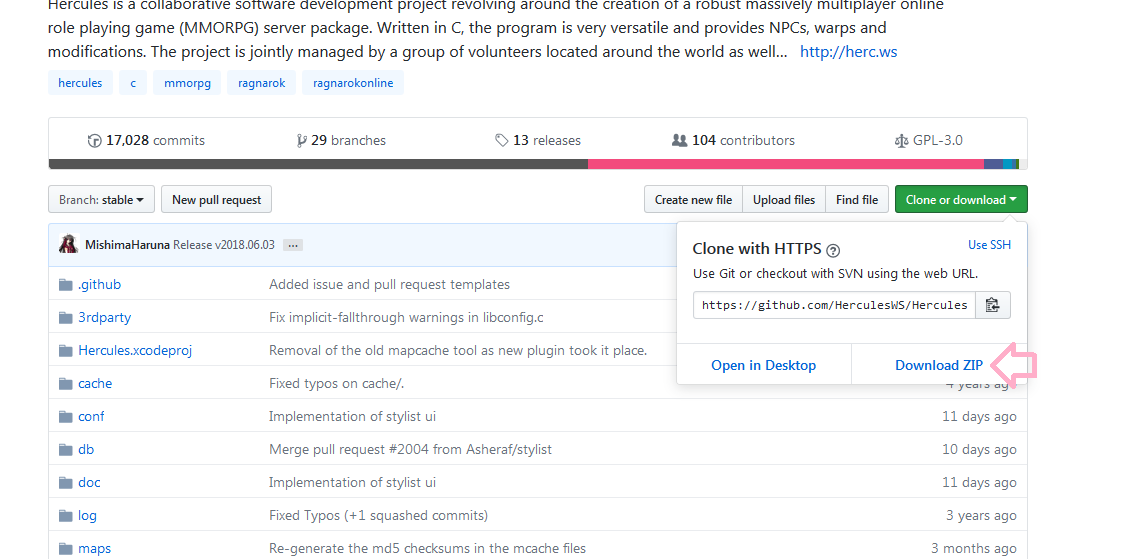 Hercules is a collaborative software development project revolving around the creation of a robust massively multiplayer online
role playing game (MMORPG) server package. Written in C, the program is very versatile and provides NPCs, warps and
modifications. The project is jointly managed by a group of volunteers located around the world as well... http://herc.ws
hercules c mmorpg ragnarok ragnarokonline
17,028 commits 29 branches 13 releases 104 contributors GPL-3.0
Branch: stable New pull request Create new file Upload files Find file Clone or download
MishimaHaruna Release v2018.06.03 ...
Clone with HTTPS ? Use SSH
Use Git or checkout with SVN using the web URL.
https://github.com/HerculesWS/Hercules
Open in Desktop Download ZIP
.github Added issue and pull request templates
3rdparty Fix implicit-fallthrough warnings in libconfig.c
Hercules.xcodeproj Removal of the old mapcache tool as new plugin took it place.
cache Fixed typos on cache/. 4 years ago
conf Implementation of stylist ui 11 days ago
db Merge pull request #2004 from Asheraf/stylist 10 days ago
doc Implementation of stylist ui 11 days ago
log Fixed Typos (+1 squashed commits) 3 years ago
maps Re-generate the md5 checksums in the mcache files 3 months ago